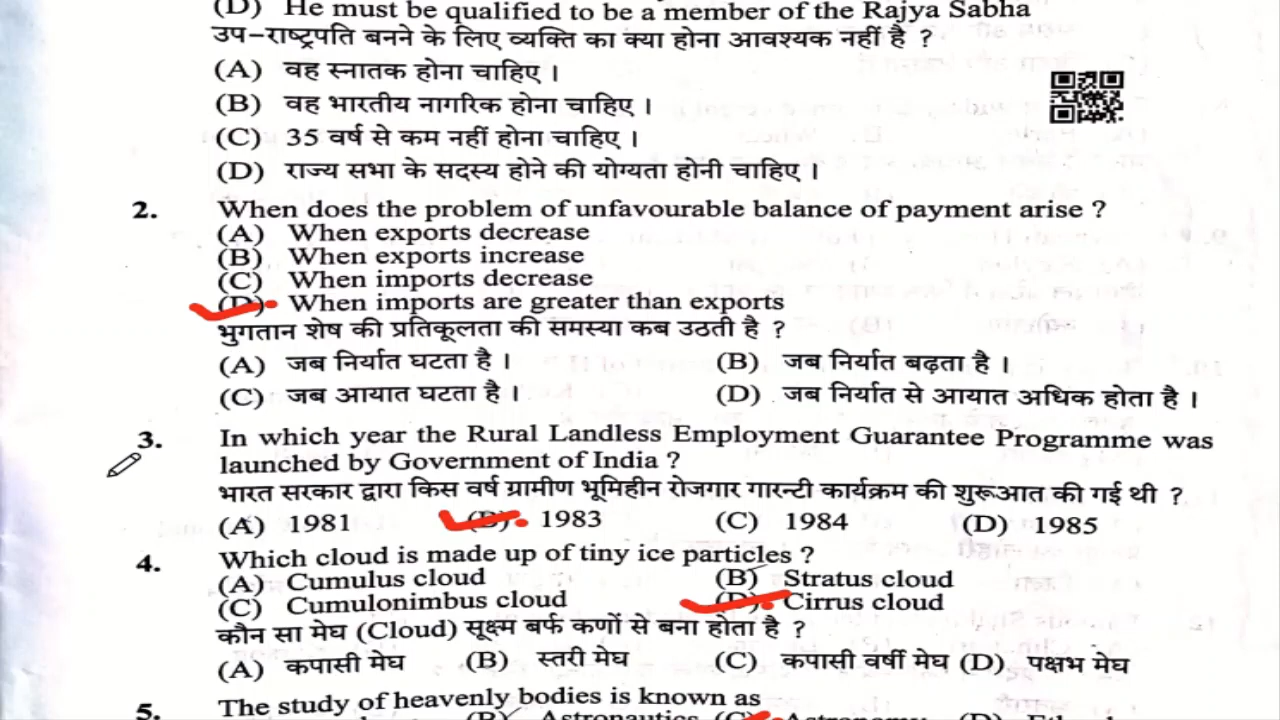 (D) He must be qualified to be a member of the Rajya Sabha
उप-राष्ट्रपति बनने के लिए व्यक्ति का क्या होना आवश्यक नहीं है ?
(A) वह स्नातक होना चाहिए ।
(B) वह भारतीय नागरिक होना चाहिए ।
(C) 35 वर्ष से कम नहीं होना चाहिए ।
(D) राज्य सभा के सदस्य होने की योग्यता होनी चाहिए ।
2. When does the problem of unfavourable balance of payment arise ?
(A) When exports decrease
(B) When exports increase
(C) When imports decrease
(D) When imports are greater than exports
भुगतान शेष की प्रतिकूलता की समस्या कब उठती है ?
(A) जब निर्यात घटता है । (B) जब निर्यात बढ़ता है ।
(C) जब आयात घटता है । (D) जब निर्यात से आयात अधिक होता है ।
3. In which year the Rural Landless Employment Guarantee Programme was
launched by Government of India ?
भारत सरकार द्वारा किस वर्ष ग्रामीण भूमिहीन रोजगार गारन्टी कार्यक्रम की शुरूआत की गई थी ?
(A) 1981 (B) 1983 (C) 1984 (D) 1985
4. Which cloud is made up of tiny ice particles ?
(A) Cumulus cloud (B) Stratus cloud
(C) Cumulonimbus cloud (D) Cirrus cloud
कौन सा मेघ (Cloud) सूक्ष्म बर्फ कणों से बना होता है ?
(A) कपासी मेघ (B) स्तरी मेघ (C) कपासी वर्षी मेघ (D) पक्षभ मेघ
5. The study of heavenly bodies is known as
(B) Astronautics (C) Astronomy (D)